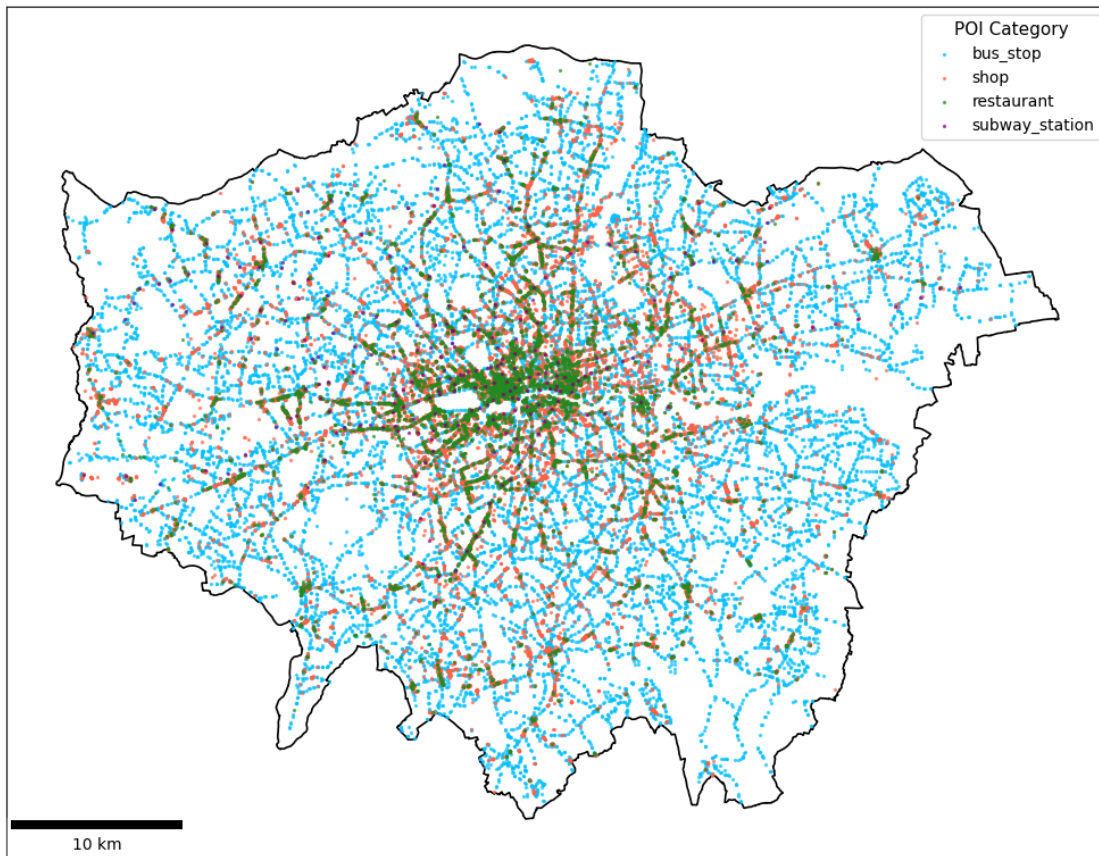 POI Category
bus_stop
shop
restaurant
subway_station
10 km